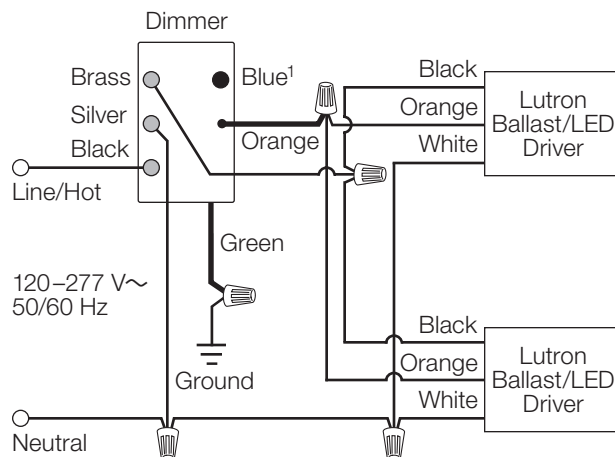 Dimmer
Brass
Blue¹
Silver
Orange
Black
Line/Hot
Green
120–277 V~
50/60 Hz
Ground
Neutral
Black
Orange
White
Lutron
Ballast/LED
Driver
Black
Orange
White
Lutron
Ballast/LED
Driver